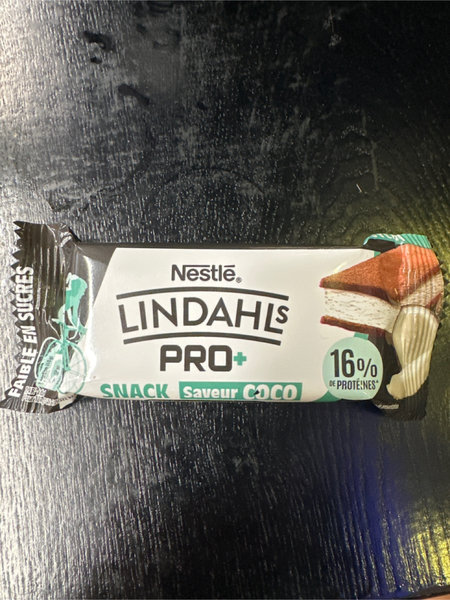 Nestlé®
LINDAHLS
PRO+
SNACK Saveur COCO
16%
DE PROTÉINES*
FAIBLE EN SUCRES